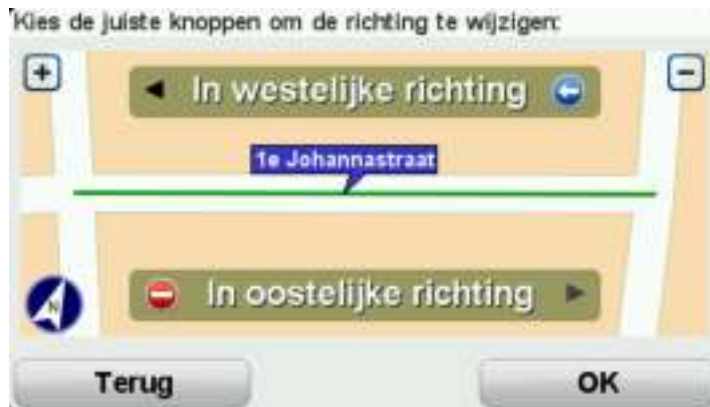 Kies de juiste knoppen om de richting te wijzigen:
+
-
In westelijke richting
1e Johannastraat
In oostelijke richting
N
Terug
OK